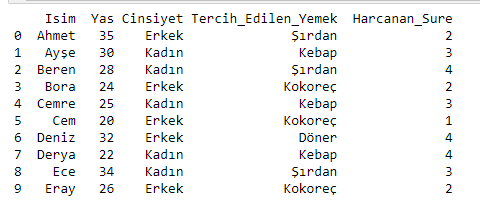 Isim Yas Cinsiyet Tercih_Edilen_Yemek Harcanan_Sure
0 Ahmet 35 Erkek Şırdan 2
1 Ayşe 30 Kadın Kebap 3
2 Beren 28 Kadın Şırdan 4
3 Bora 24 Erkek Kokoreç 2
4 Cemre 25 Kadın Kebap 3
5 Cem 20 Erkek Kokoreç 1
6 Deniz 32 Erkek Döner 4
7 Derya 22 Kadın Kebap 4
8 Ece 34 Kadın Şırdan 3
9 Eray 26 Erkek Kokoreç 2